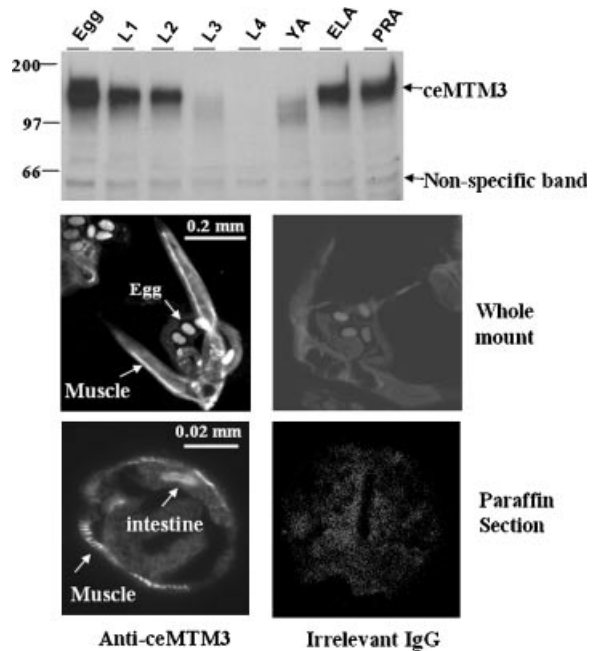 Egg L1 L2 L3 L4 YA ELA PRA
200
ceMTM3
97
66
Non-specific band
0.2 mm
Egg
Muscle
Whole
mount
0.02 mm
intestine
Muscle
Paraffin
Section
Anti-ceMTM3 Irrelevant IgG